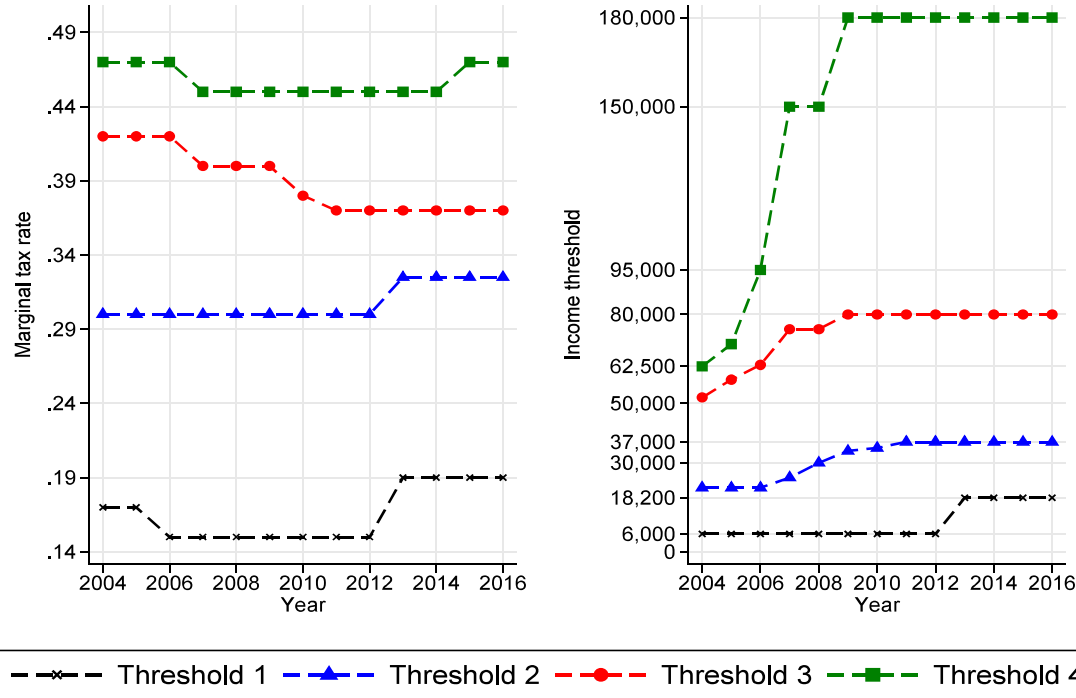 Marginal tax rate
.49
.44
.39
.34
.29
.24
.19
.14
2004 2006 2008 2010 2012 2014 2016
Year
Income threshold
180,000
150,000
95,000
80,000
62,500
50,000
37,000
30,000
18,200
6,000
0
2004 2006 2008 2010 2012 2014 2016
Year
Threshold 1 Threshold 2 Threshold 3 Threshold 4